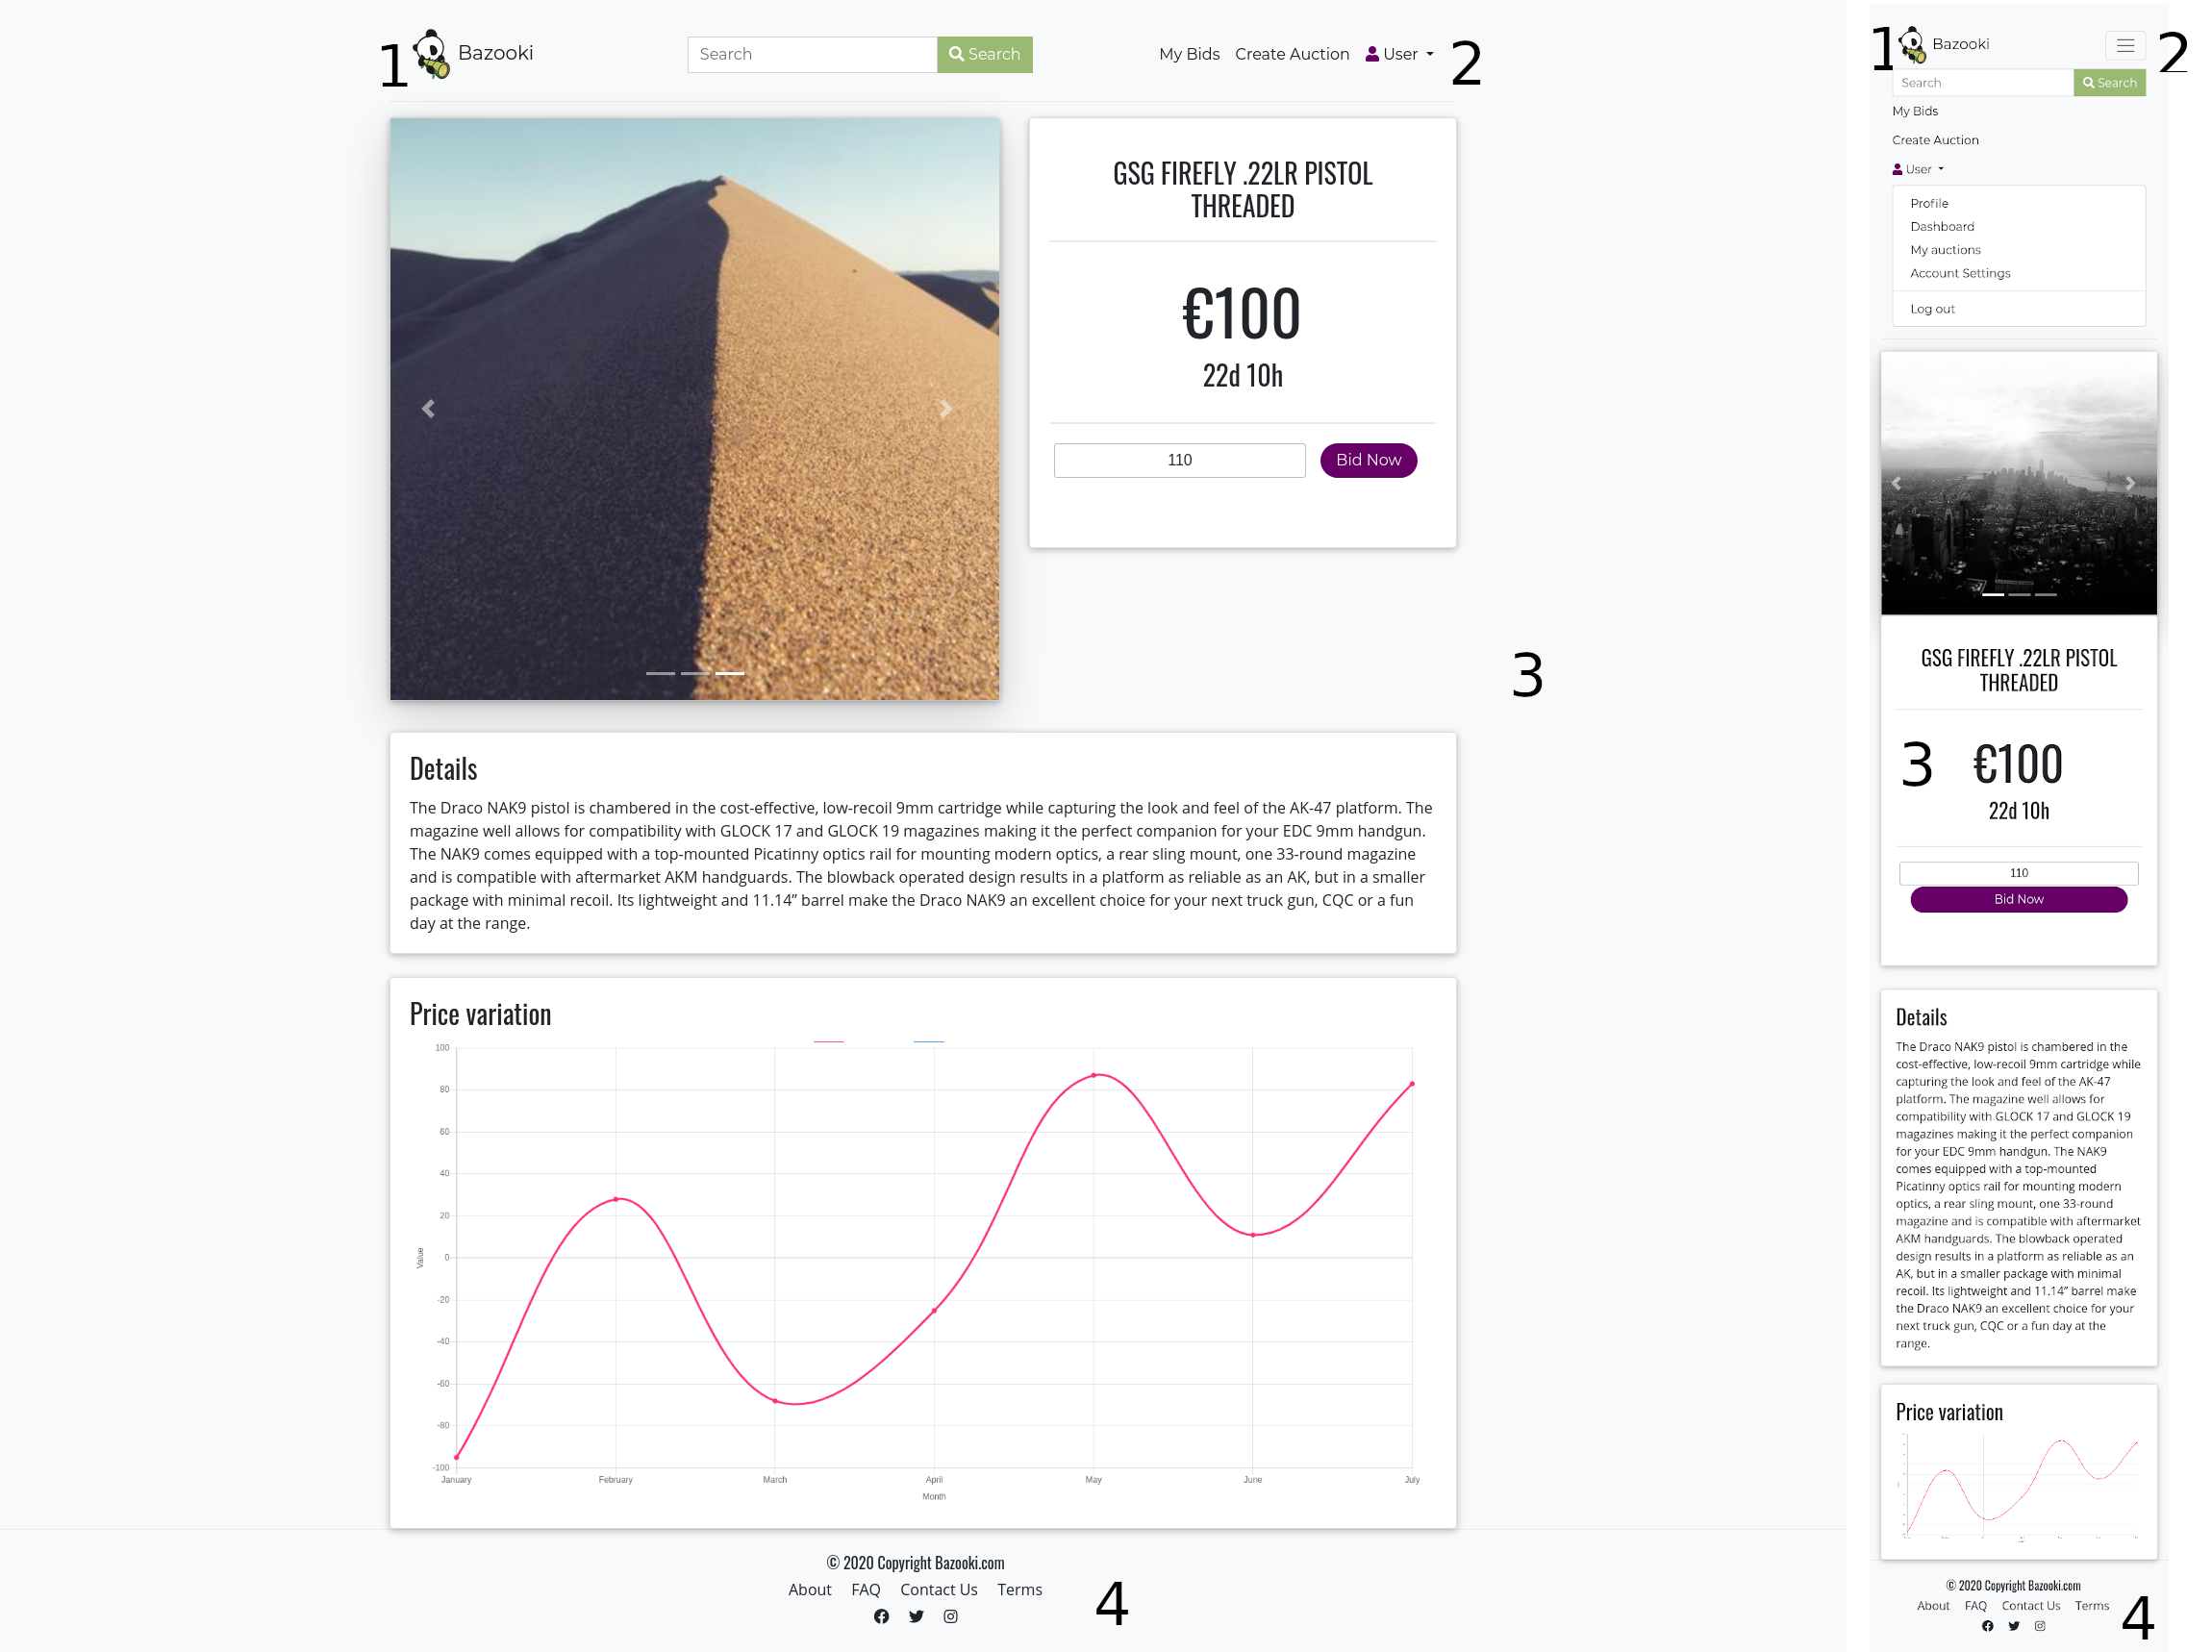 1 Bazooki
Search
Search
My Bids Create Auction User 2
GSG FIREFLY .22LR PISTOL
THREADED
€100
22d 10h
110 Bid Now
3
Details
The Draco NAK9 pistol is chambered in the cost-effective, low-recoil 9mm cartridge while capturing the look and feel of the AK-47 platform. The
magazine well allows for compatibility with GLOCK 17 and GLOCK 19 magazines making it the perfect companion for your EDC 9mm handgun.
The NAK9 comes equipped with a top-mounted Picatinny optics rail for mounting modern optics, a rear sling mount, one 33-round magazine
and is compatible with aftermarket AKM handguards. The blowback operated design results in a platform as reliable as an AK, but in a smaller
package with minimal recoil. Its lightweight and 11.14” barrel make the Draco NAK9 an excellent choice for your next truck gun, CQC or a fun
day at the range.
Price variation
100
80
60
40
20
0
-20
-40
-60
-80
-100
Value
January February March April May June July
Month
© 2020 Copyright Bazooki.com
About FAQ Contact Us Terms
4
1 Bazooki 2
Search Search
My Bids
Create Auction
User
Profile
Dashboard
My auctions
Account Settings
Log out
GSG FIREFLY .22LR PISTOL
THREADED
3 €100
22d 10h
110
Bid Now
Details
The Draco NAK9 pistol is chambered in the
cost-effective, low-recoil 9mm cartridge while
capturing the look and feel of the AK-47
platform. The magazine well allows for
compatibility with GLOCK 17 and GLOCK 19
magazines making it the perfect companion
for your EDC 9mm handgun. The NAK9
comes equipped with a top-mounted
Picatinny optics rail for mounting modern
optics, a rear sling mount, one 33-round
magazine and is compatible with aftermarket
AKM handguards. The blowback operated
design results in a platform as reliable as an
AK, but in a smaller package with minimal
recoil. Its lightweight and 11.14” barrel make
the Draco NAK9 an excellent choice for your
next truck gun, CQC or a fun day at the
range.
Price variation
© 2020 Copyright Bazooki.com
About FAQ Contact Us Terms
4